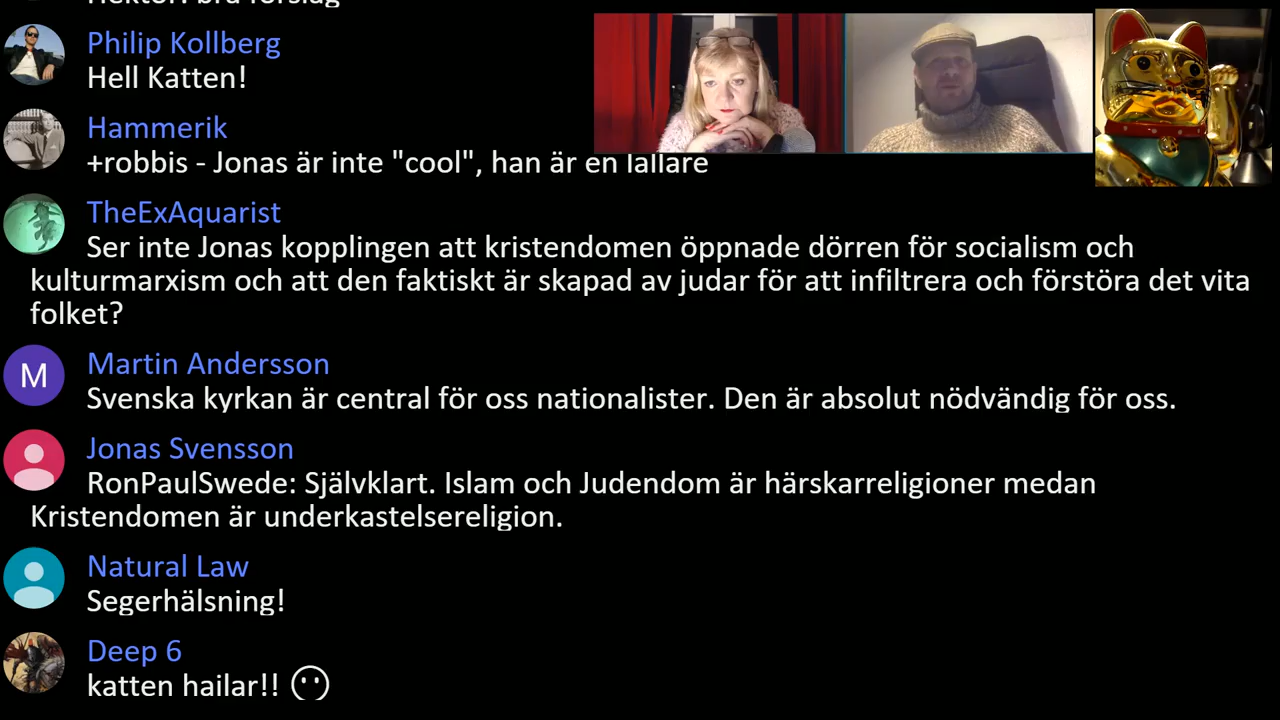 Hektor: bra förslag
Philip Kollberg
Hell Katten!
Hammerik
+robbis - Jonas är inte "cool", han är en lallare
TheExAquarist
Ser inte Jonas kopplingen att kristendomen öppnade dörren för socialism och
kulturmarxism och att den faktiskt är skapad av judar för att infiltrera och förstöra det vita
folket?
M
Martin Andersson
Svenska kyrkan är central för oss nationalister. Den är absolut nödvändig för oss.
Jonas Svensson
RonPaulSwede: Självklart. Islam och Judendom är härskarreligioner medan
Kristendomen är underkastelsereligion.
Natural Law
Segerhälsning!
Deep 6
katten hailar!! 😶